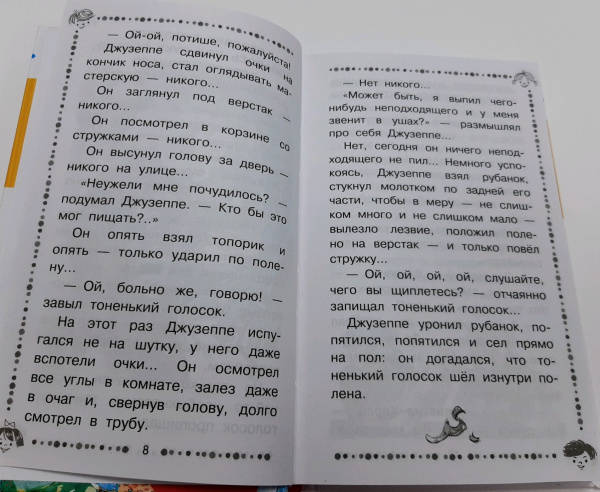 — Ой-ой, потише, пожалуйста!
Джузеппе сдвинул очки на
кончик носа, стал оглядывать ма-
стерскую — никого...
Он заглянул под верстак —
никого...
Он посмотрел в корзине со
стружками — никого...
Он высунул голову за дверь —
никого на улице...
«Неужели мне почудилось? —
подумал Джузеппе. — Кто бы это
мог пищать?..»
Он опять взял топорик и
опять — только ударил по поле-
ну...
— Ой, больно же, говорю! —
завыл тоненький голосок.
На этот раз Джузеппе испу-
гался не на шутку, у него даже
вспотели очки... Он осмотрел
все углы в комнате, залез даже
в очаг и, свернув голову, долго
смотрел в трубу.
8
— Нет никого...
«Может быть, я выпил чего-
нибудь неподходящего и у меня
звенит в ушах?» — размышлял
про себя Джузеппе...
Нет, сегодня он ничего непод-
ходящего не пил... Немного успо-
коясь, Джузеппе взял рубанок,
стукнул молотком по задней его
части, чтобы в меру — не слиш-
ком много и не слишком мало —
вылезло лезвие, положил поле-
но на верстак — и только повёл
стружку...
— Ой, ой, ой, ой, слушайте,
чего вы щиплетесь? — отчаянно
запищал тоненький голосок...
Джузеппе уронил рубанок, по-
пятился, попятился и сел прямо
на пол: он догадался, что то-
ненький голосок шёл изнутри по-
лена.